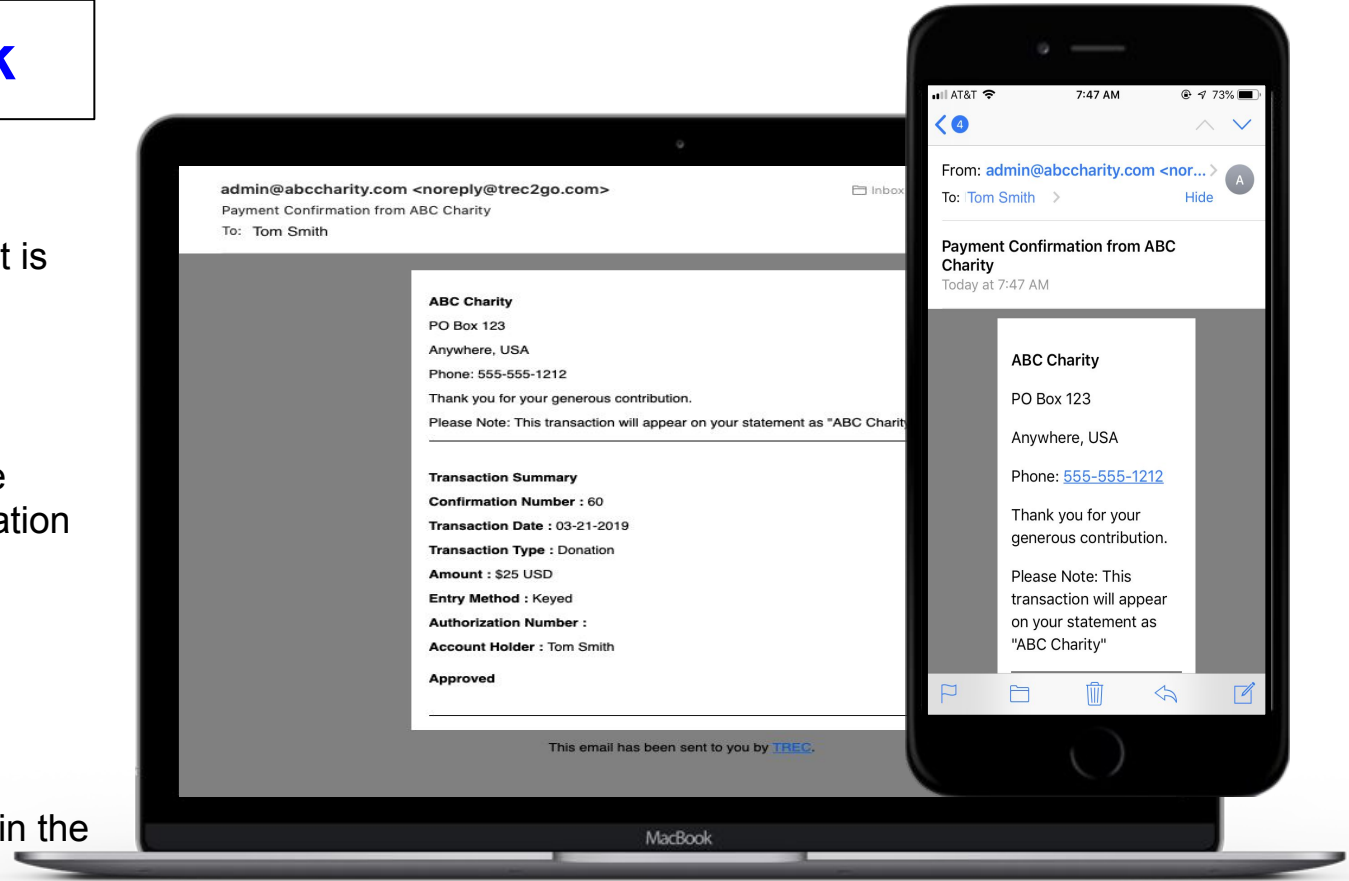 k
t is
e
ation
in the
admin@abccharity.com <noreply@trec2go.com>
Inbox
Payment Confirmation from ABC Charity
To: Tom Smith
ABC Charity
PO Box 123
Anywhere, USA
Phone: 555-555-1212
Thank you for your generous contribution.
Please Note: This transaction will appear on your statement as "ABC Charity
Transaction Summary
Confirmation Number : 60
Transaction Date : 03-21-2019
Transaction Type : Donation
Amount : $25 USD
Entry Method : Keyed
Authorization Number :
Account Holder : Tom Smith
Approved
This email has been sent to you by TREC.
MacBook
AT&T 7:47 AM 73%
4
From: admin@abccharity.com <nor...>
A
To: Tom Smith >
Hide
Payment Confirmation from ABC
Charity
Today at 7:47 AM
ABC Charity
PO Box 123
Anywhere, USA
Phone: 555-555-1212
Thank you for your
generous contribution.
Please Note: This
transaction will appear
on your statement as
"ABC Charity"